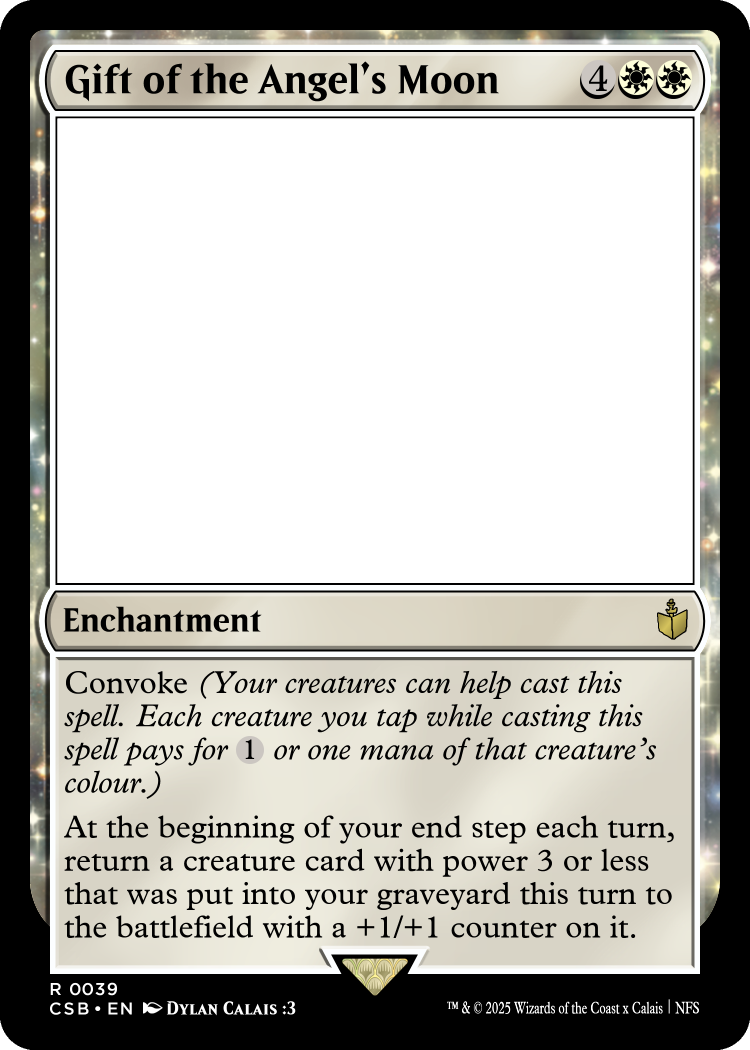 Gift of the Angel's Moon 4
Enchantment
Convoke (Your creatures can help cast this
spell. Each creature you tap while casting this
spell pays for 1 or one mana of that creature's
colour.)
At the beginning of your end step each turn,
return a creature card with power 3 or less
that was put into your graveyard this turn to
the battlefield with a +1/+1 counter on it.
R 0039
CSB • EN Dylan Calais :3
™ & © 2025 Wizards of the Coast x Calais | NFS